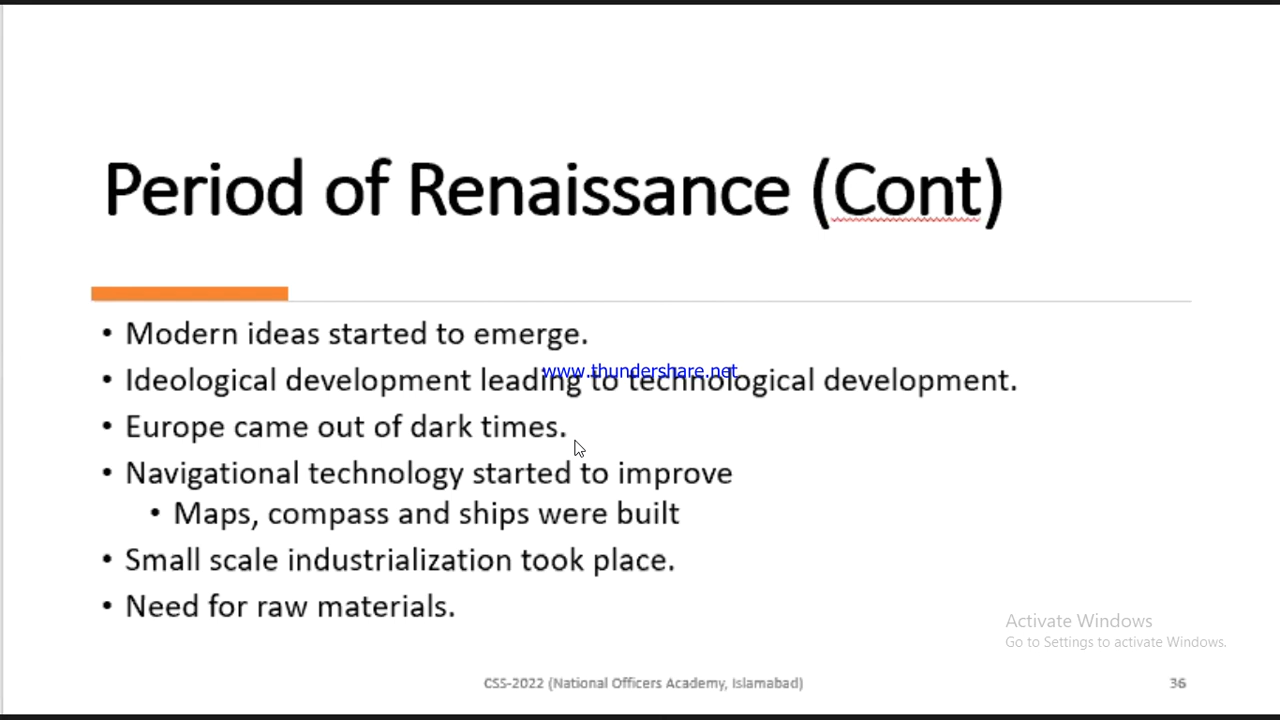 Period of Renaissance (Cont)
• Modern ideas started to emerge.
www.thundershare.net
• Ideological development leading to technological development.
• Europe came out of dark times.
• Navigational technology started to improve
• Maps, compass and ships were built
• Small scale industrialization took place.
• Need for raw materials.
Activate Windows
Go to Settings to activate Windows.
CSS-2022 (National Officers Academy, Islamabad)
36